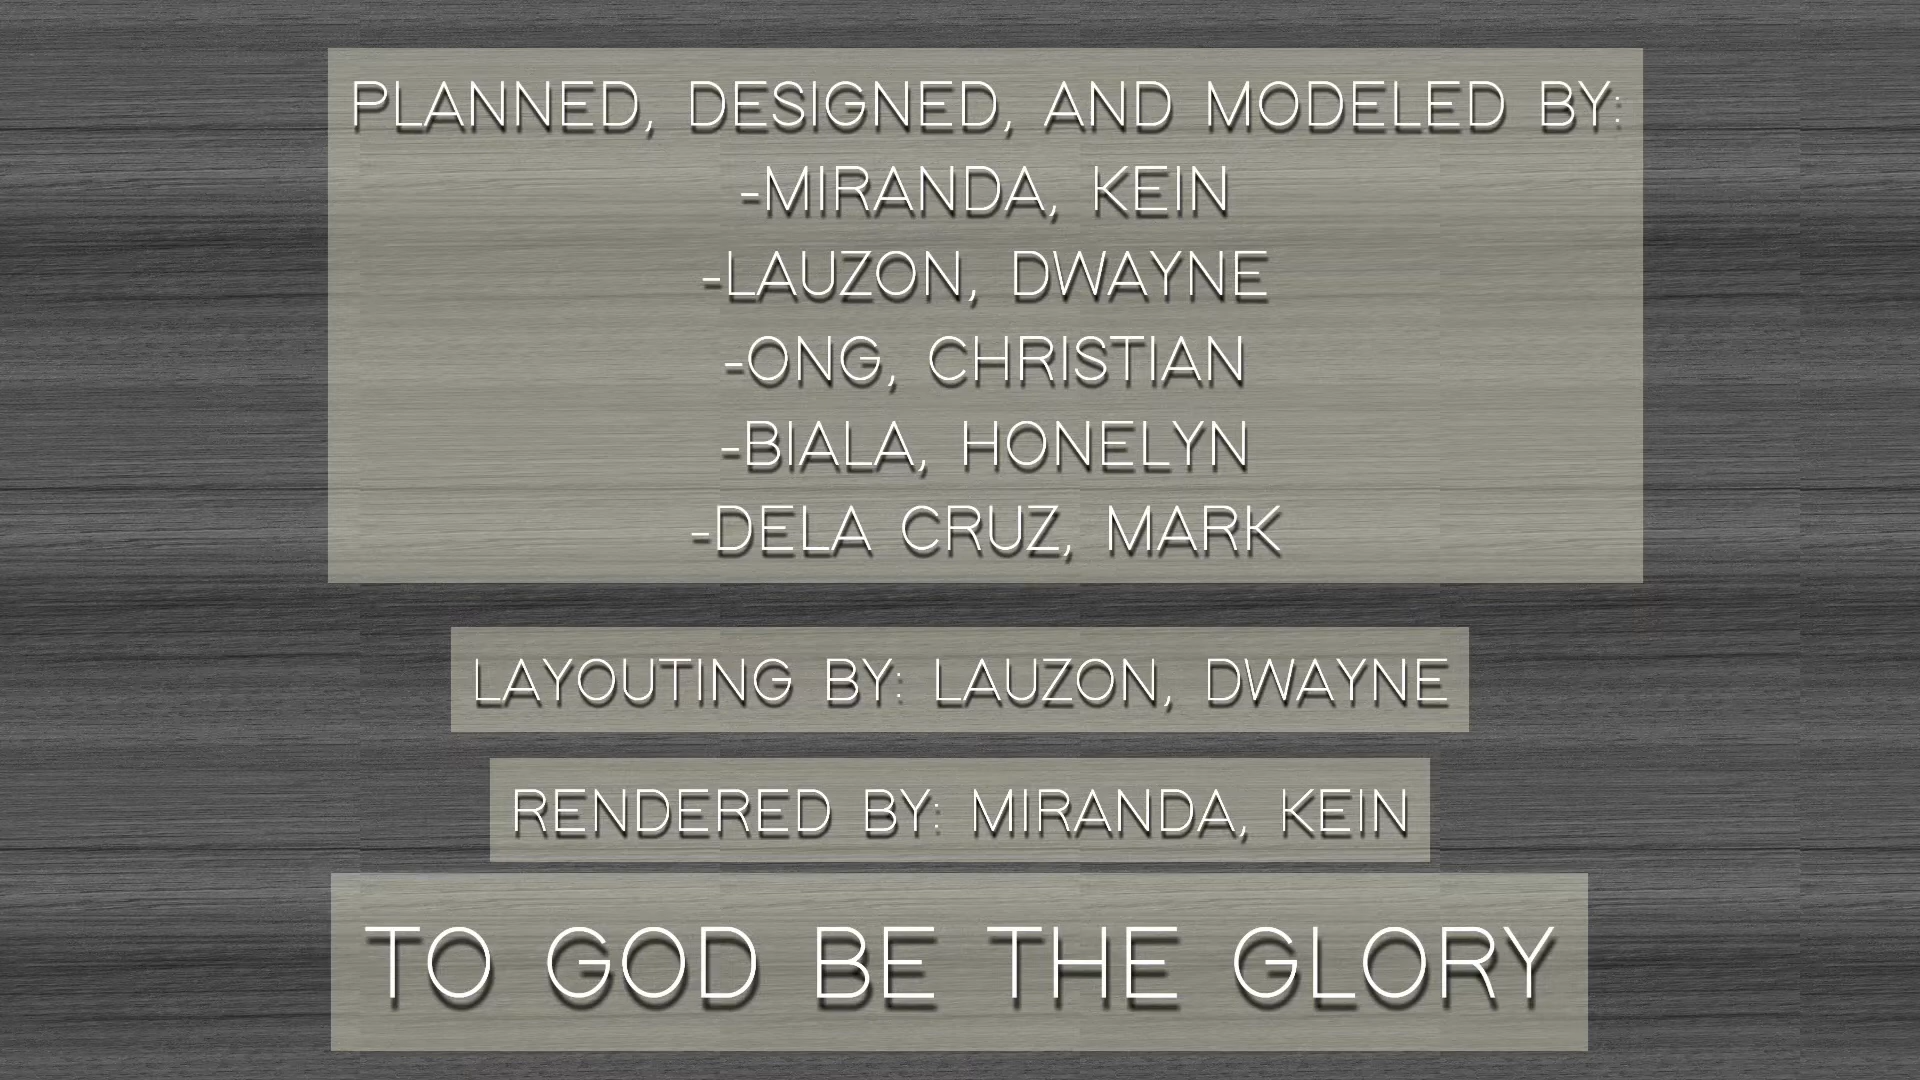 PLANNED, DESIGNED, AND MODELED BY:
-MIRANDA, KEIN
-LAUZON, DWAYNE
-ONG, CHRISTIAN
-BIALA, HONELYN
-DELA CRUZ, MARK
LAYOUTING BY: LAUZON, DWAYNE
RENDERED BY: MIRANDA, KEIN
TO GOD BE THE GLORY